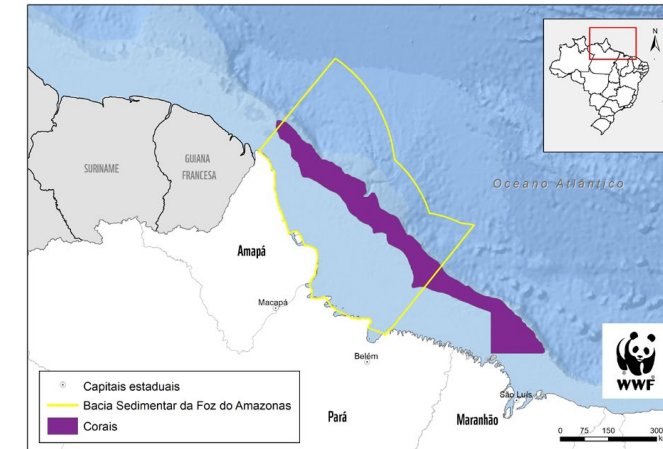 N
SURINAME
GUIANA
FRANCESA
Oceano Atlântico
Amapá
Macapá
Belém
São Luís
Pará
Maranhão
WWF
Capitais estaduais
Bacia Sedimentar da Foz do Amazonas
Corais
0 75 150 300